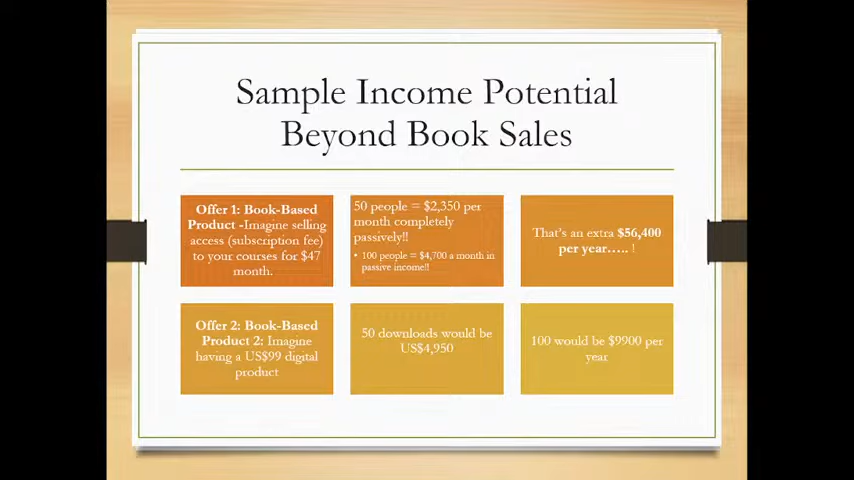 Sample Income Potential
Beyond Book Sales
Offer 1: Book-Based
Product -Imagine selling
access (subscription fee)
to your courses for $47
month.
50 people = $2,350 per
month completely
passively!!
• 100 people = $4,700 a month in
passive income!!
That's an extra $56,400
per year….. !
Offer 2: Book-Based
Product 2: Imagine
having a US$99 digital
product
50 downloads would be
US$4,950
100 would be $9900 per
year